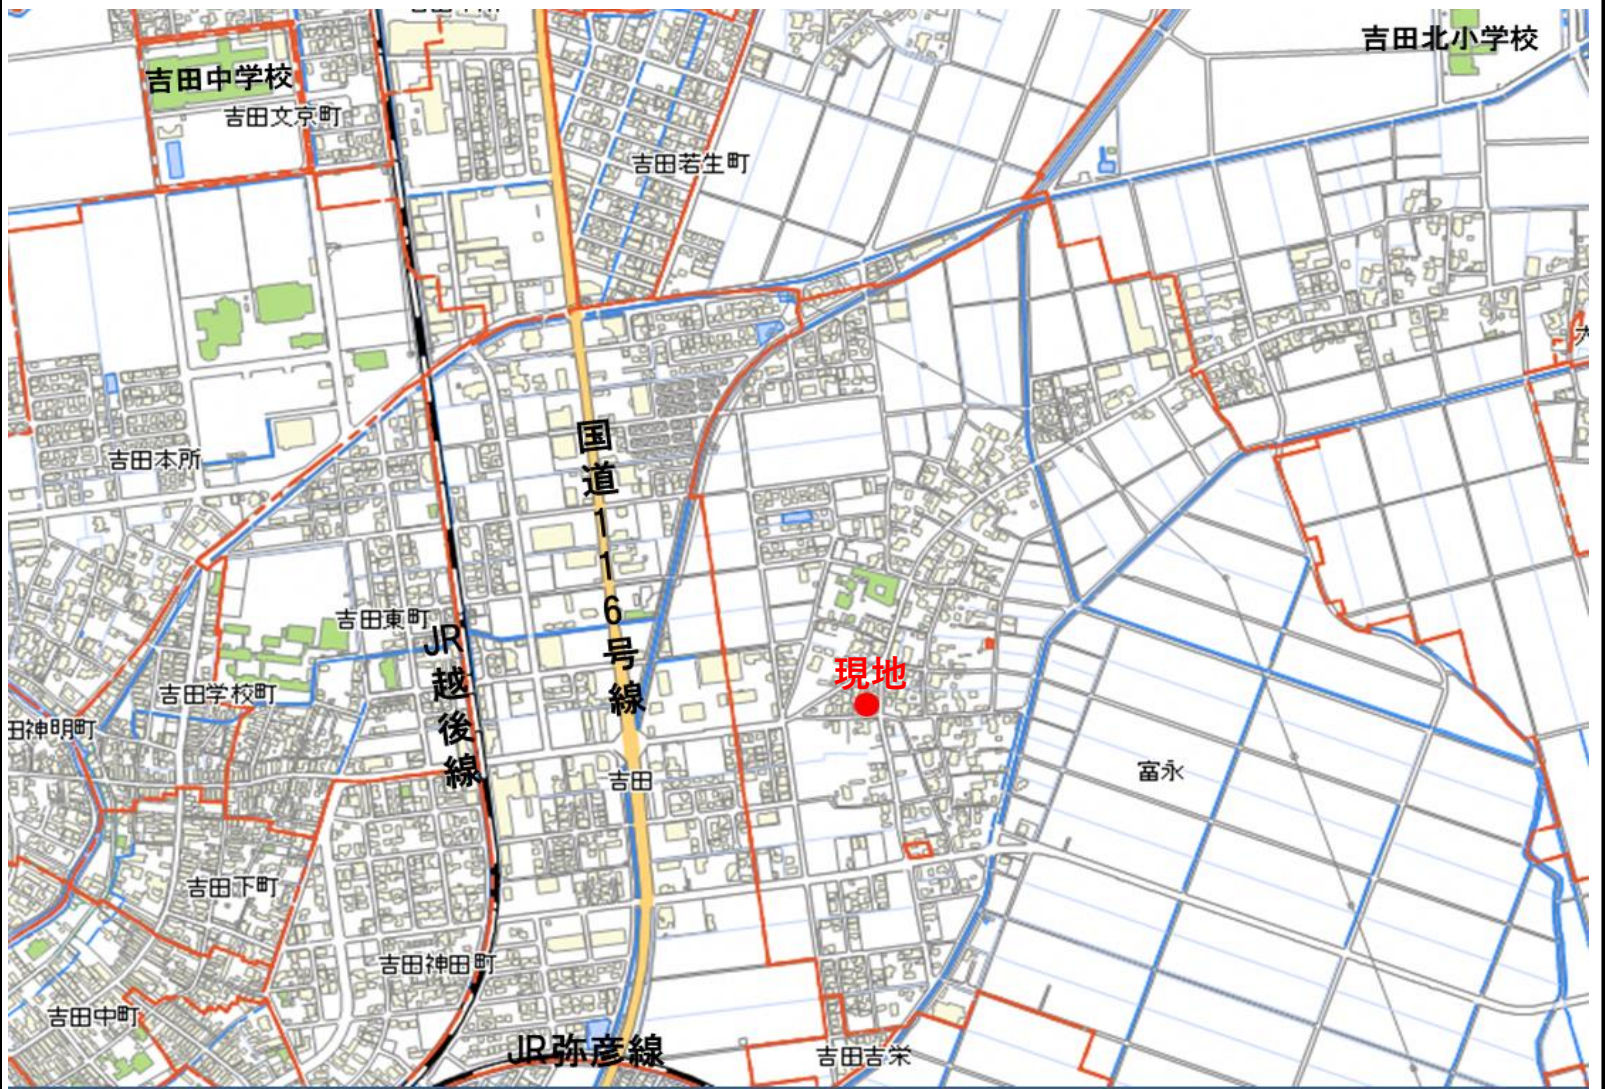 吉田北小学校
吉田中学校
吉田文京町
吉田若生町
国道116号線
吉田本所
吉田東町
JR越後線
現地
吉田学校町
田神明町
富永
吉田
吉田下町
吉田神田町
吉田中町
JR弥彦線
吉田吉栄